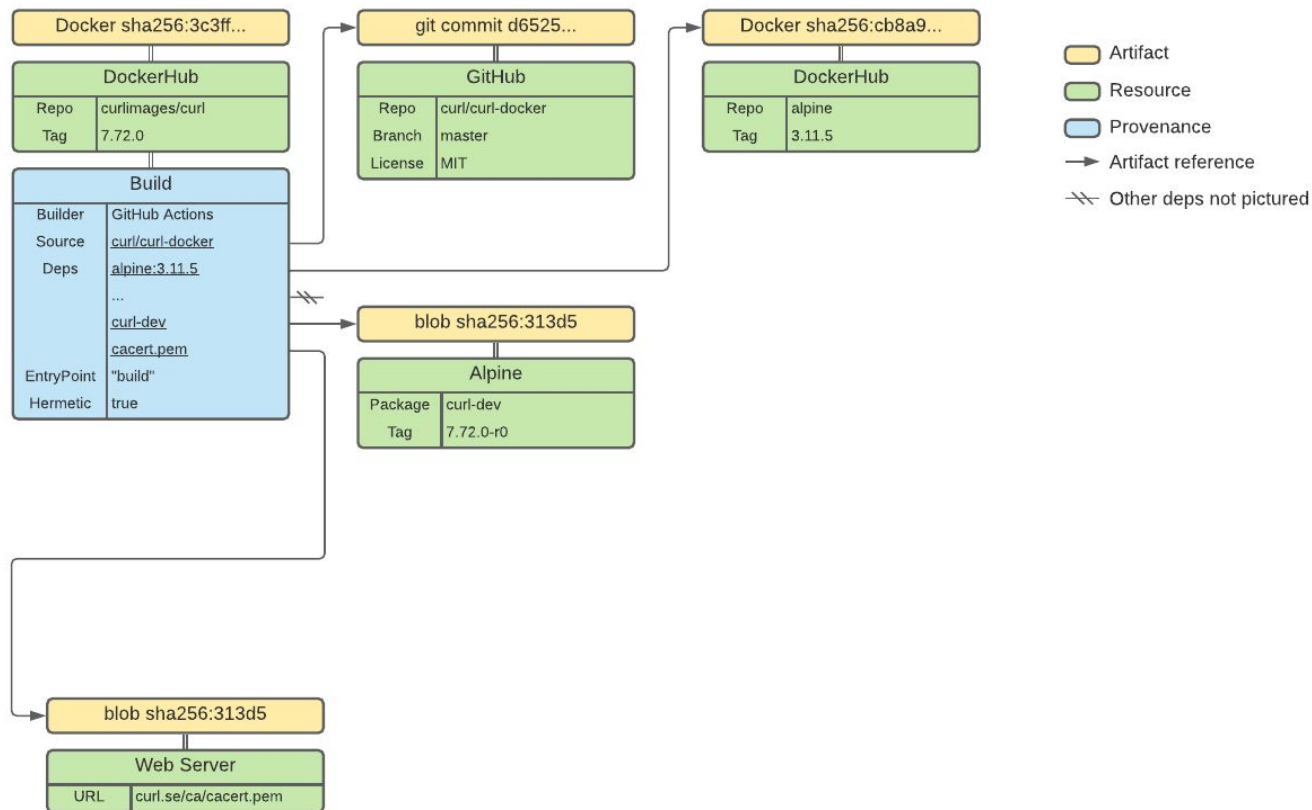 Docker sha256:3c3ff...
DockerHub
Repo curlimages/curl
Tag 7.72.0
Build
Builder GitHub Actions
Source curl/curl-docker
Deps alpine:3.11.5
...
curl-dev
cacert.pem
EntryPoint "build"
Hermetic true
git commit d6525...
GitHub
Repo curl/curl-docker
Branch master
License MIT
Docker sha256:cb8a9...
DockerHub
Repo alpine
Tag 3.11.5
Artifact
Resource
Provenance
Artifact reference
Other deps not pictured
blob sha256:313d5
Alpine
Package curl-dev
Tag 7.72.0-r0
blob sha256:313d5
Web Server
URL curl.se/ca/cacert.pem